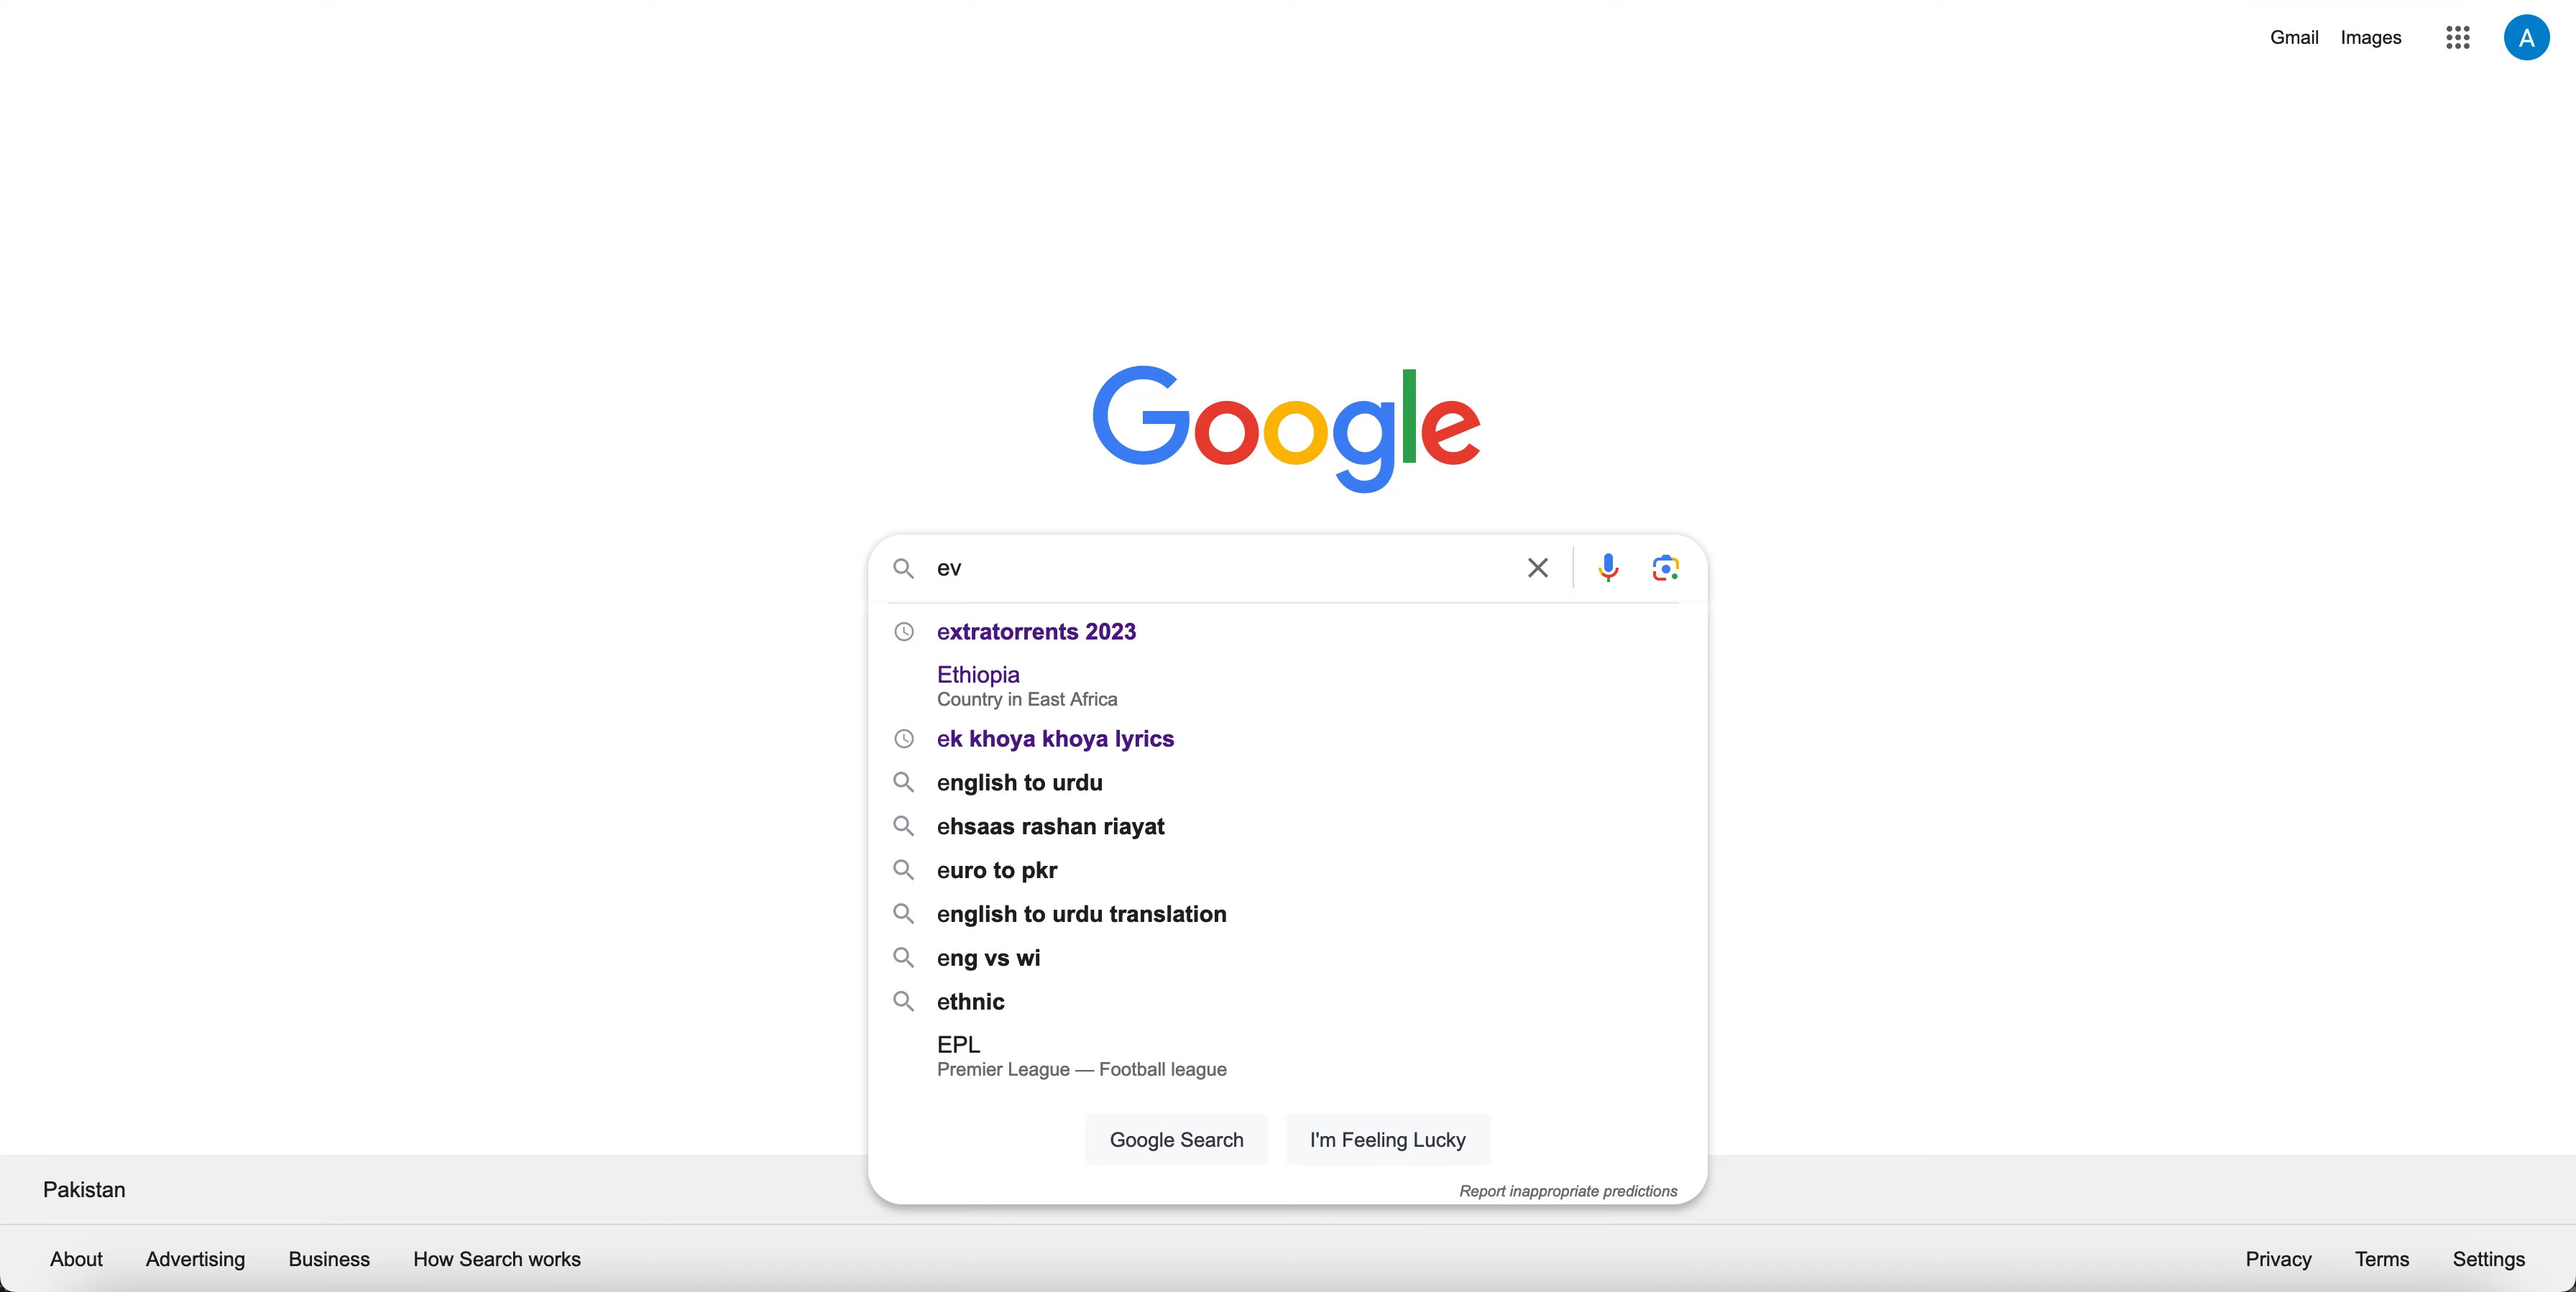 Gmail Images A
Google
ev
extratorrents 2023
Ethiopia
Country in East Africa
ek khoya khoya lyrics
english to urdu
ehsaas rashan riayat
euro to pkr
english to urdu translation
eng vs wi
ethnic
EPL
Premier League — Football league
Google Search I'm Feeling Lucky
Report inappropriate predictions
Pakistan
About Advertising Business How Search works Privacy Terms Settings